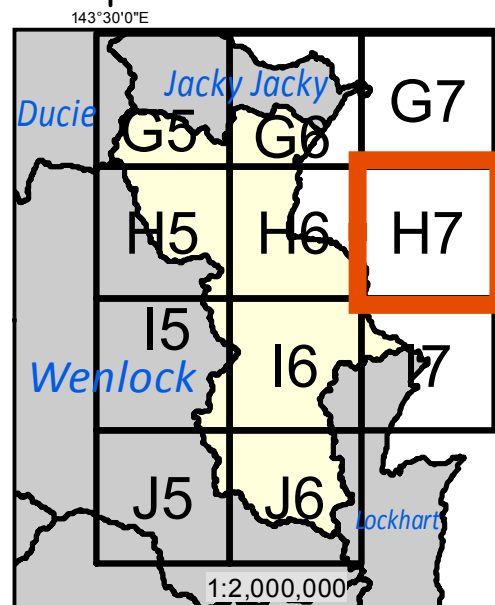 143°30'0"E
Jacky Jacky
Ducie
G5
G6
G7
H5
H6
H7
I5
I6
I7
Wenlock
J5
J6
Lockhart
1:2,000,000